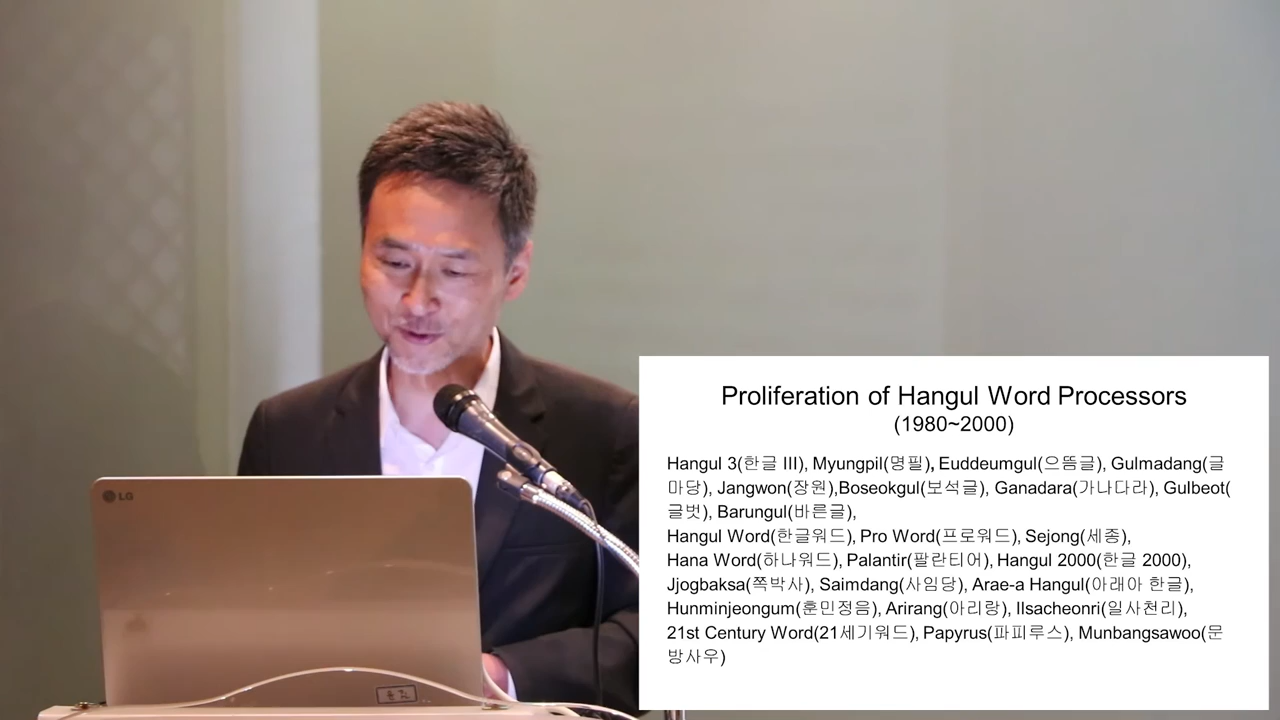 Proliferation of Hangul Word Processors
(1980~2000)
Hangul 3(한글 III), Myungpil(명필), Euddeumgul(으뜸글), Gulmadang(글
마당), Jangwon(장원),Boseokgul(보석글), Ganadara(가나다라), Gulbeot(
글벗), Barungul(바른글),
Hangul Word(한글워드), Pro Word(프로워드), Sejong(세종),
Hana Word(하나워드), Palantir(팔란티어), Hangul 2000(한글 2000),
Jjogbaksa(쪽박사), Saimdang(사임당), Arae-a Hangul(아래아 한글),
Hunminjeongum(훈민정음), Arirang(아리랑), Ilsacheonri(일사천리),
21st Century Word(21세기워드), Papyrus(파피루스), Munbangsawoo(문
방사우)
LG